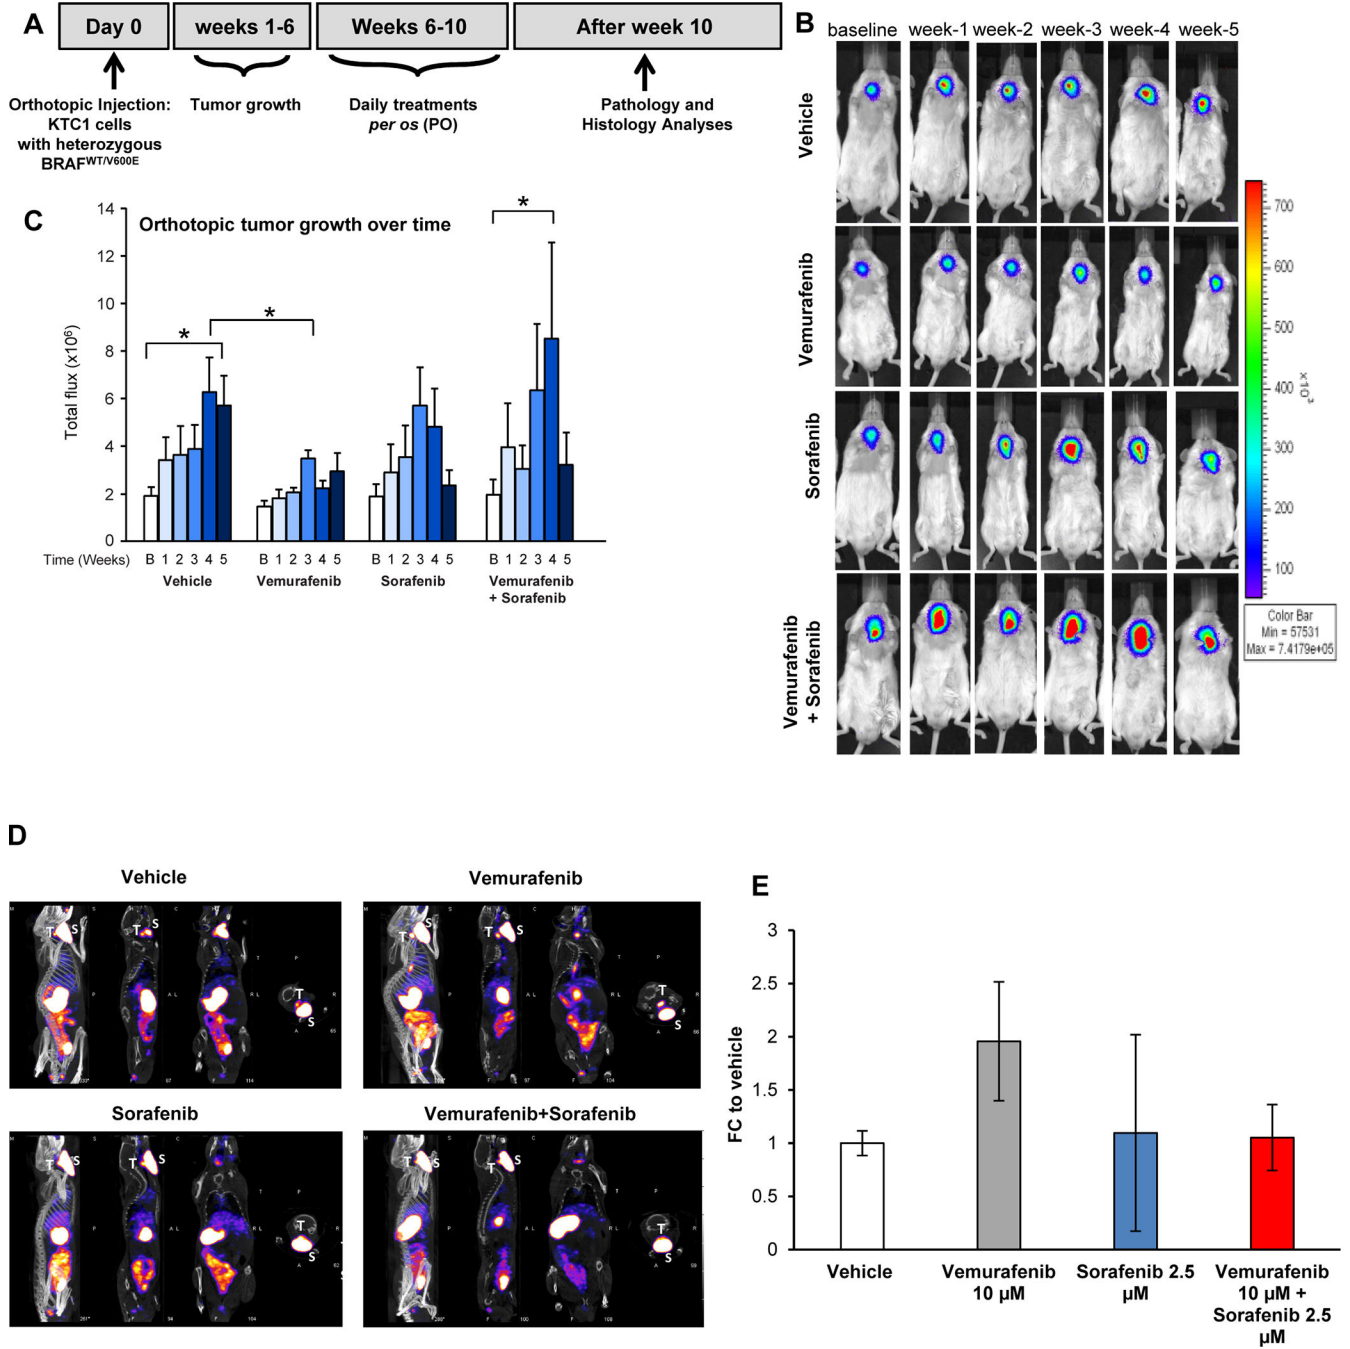 A
Day 0
weeks 1-6
Weeks 6-10
After week 10
Orthotopic Injection:
KTC1 cells
with heterozygous
BRAFWT/V600E
Tumor growth
Daily treatments
per os (PO)
Pathology and
Histology Analyses
B
baseline week-1 week-2 week-3 week-4 week-5
Vehicle
Vemurafenib
Sorafenib
Vemurafenib
+ Sorafenib
700
600
500
400
300
200
100
×10³
Color Bar
Min = 57531
Max = 7.4179e+05
C
Orthotopic tumor growth over time
Total flux (x10⁶)
14
12
10
8
6
4
2
0
* * *
Time (Weeks) B 1 2 3 4 5 B 1 2 3 4 5 B 1 2 3 4 5 B 1 2 3 4 5
Vehicle Vemurafenib Sorafenib Vemurafenib
+ Sorafenib
D
Vehicle
T S T S T S
Vemurafenib
T S T S T S
Sorafenib
T S T S T S
Vemurafenib+Sorafenib
T S T S T S
E
FC to vehicle
3
2.5
2
1.5
1
0.5
0
Vehicle
Vemurafenib
10 µM
Sorafenib 2.5
µM
Vemurafenib
10 µM +
Sorafenib 2.5
µM